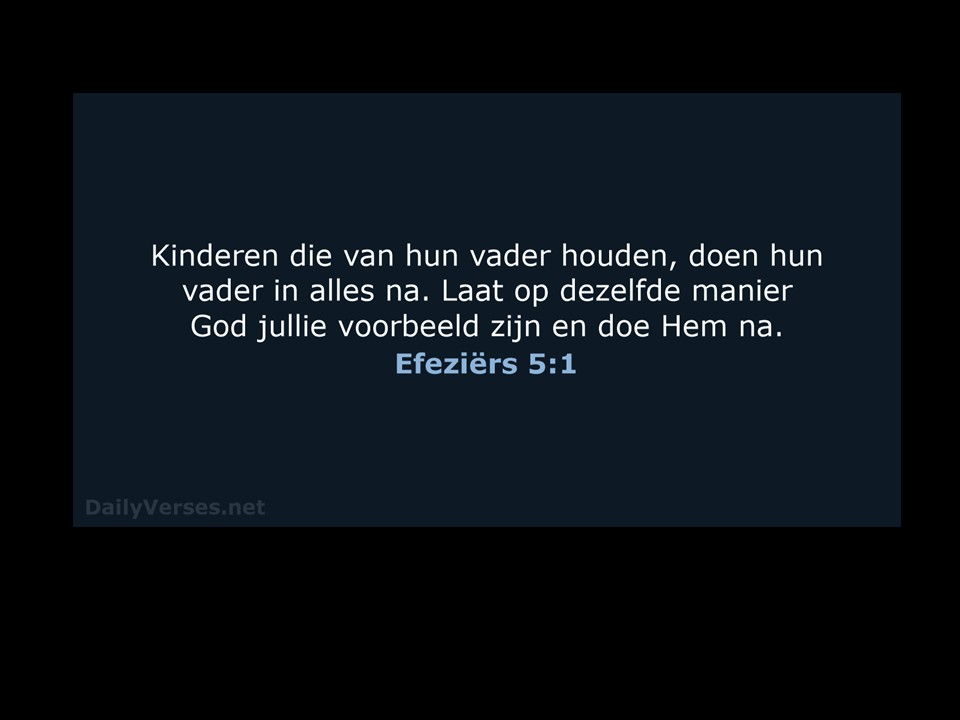 Kinderen die van hun vader houden, doen hun
vader in alles na. Laat op dezelfde manier
God jullie voorbeeld zijn en doe Hem na.
Efeziërs 5:1
DailyVerses.net